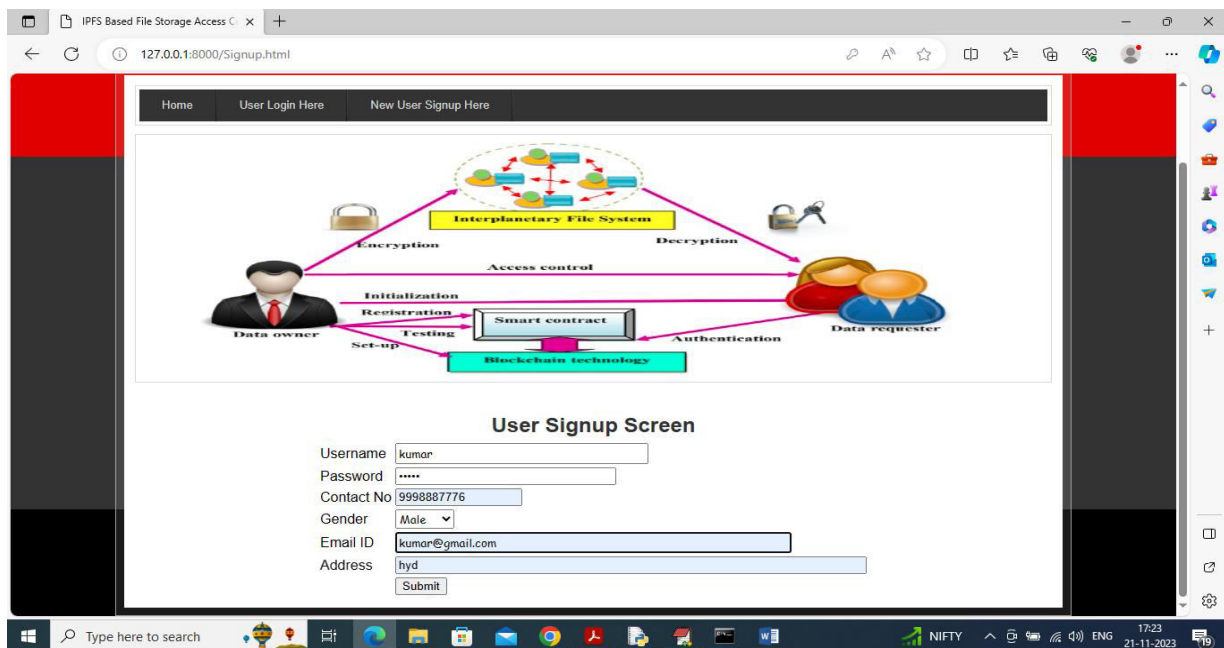 IPFS Based File Storage Access C
127.0.0.1:8000/Signup.html
Home User Login Here New User Signup Here
Interplanetary File System
Encryption
Decryption
Access control
Initialization
Registration
Smart contract
Data owner
Testing
Authentication
Data requester
Set-up
Blockchain technology
User Signup Screen
Username kumar
Password •••••
Contact No 9998887776
Gender Male
Email ID kumar@gmail.com
Address hyd
Submit
Type here to search
NIFTY
ENG
17:23
21-11-2023
19